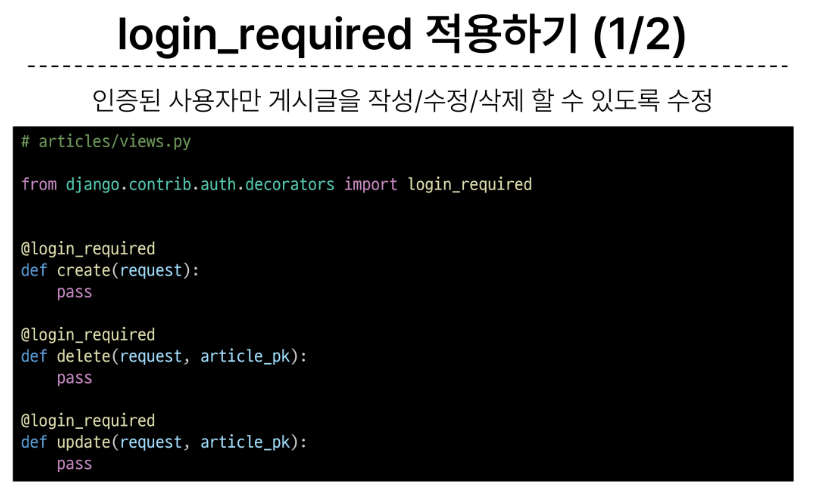 login_required 적용하기 (1/2)
인증된 사용자만 게시글을 작성/수정/삭제 할 수 있도록 수정
# articles/views.py
from django.contrib.auth.decorators import login_required
@login_required
def create(request):
    pass
@login_required
def delete(request, article_pk):
    pass
@login_required
def update(request, article_pk):
    pass